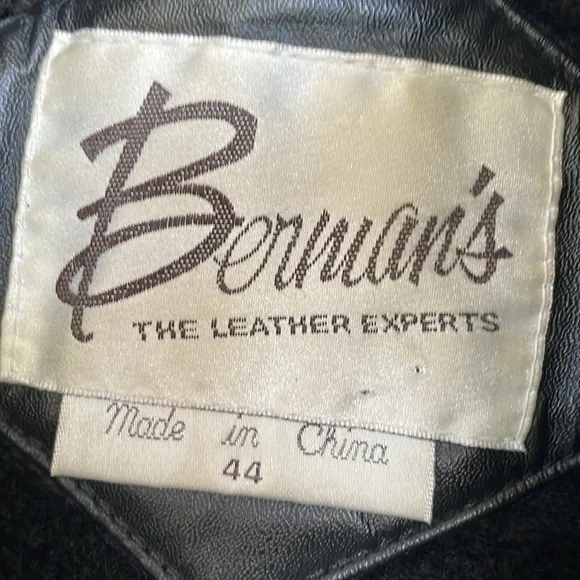 Berman's
THE LEATHER EXPERTS
Made in China
44